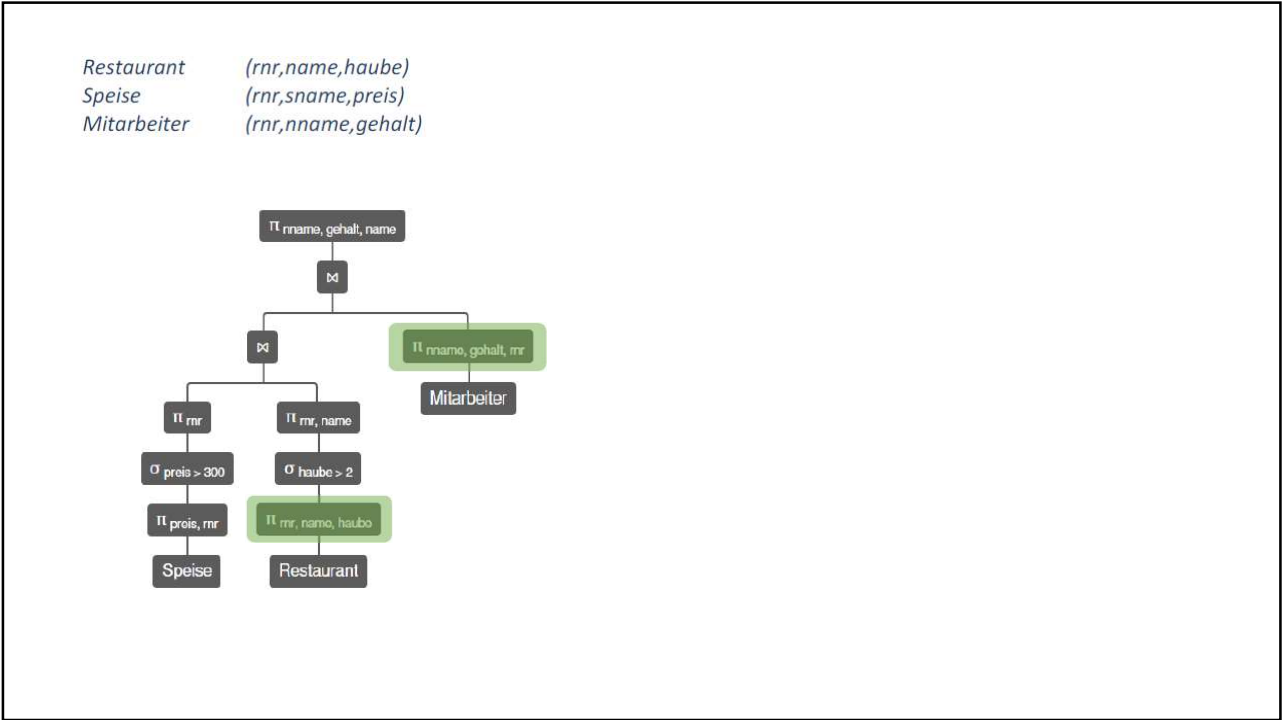 Restaurant (rnr,name,haube)
Speise (rnr,sname,preis)
Mitarbeiter (rnr,nname,gehalt)
π nname, gehalt, name
⋈
⋈
π nname, gehalt, rnr
π rnr
π rnr, name
Mitarbeiter
σ preis > 300
σ haube > 2
π preis, rnr
π rnr, name, haube
Speise
Restaurant